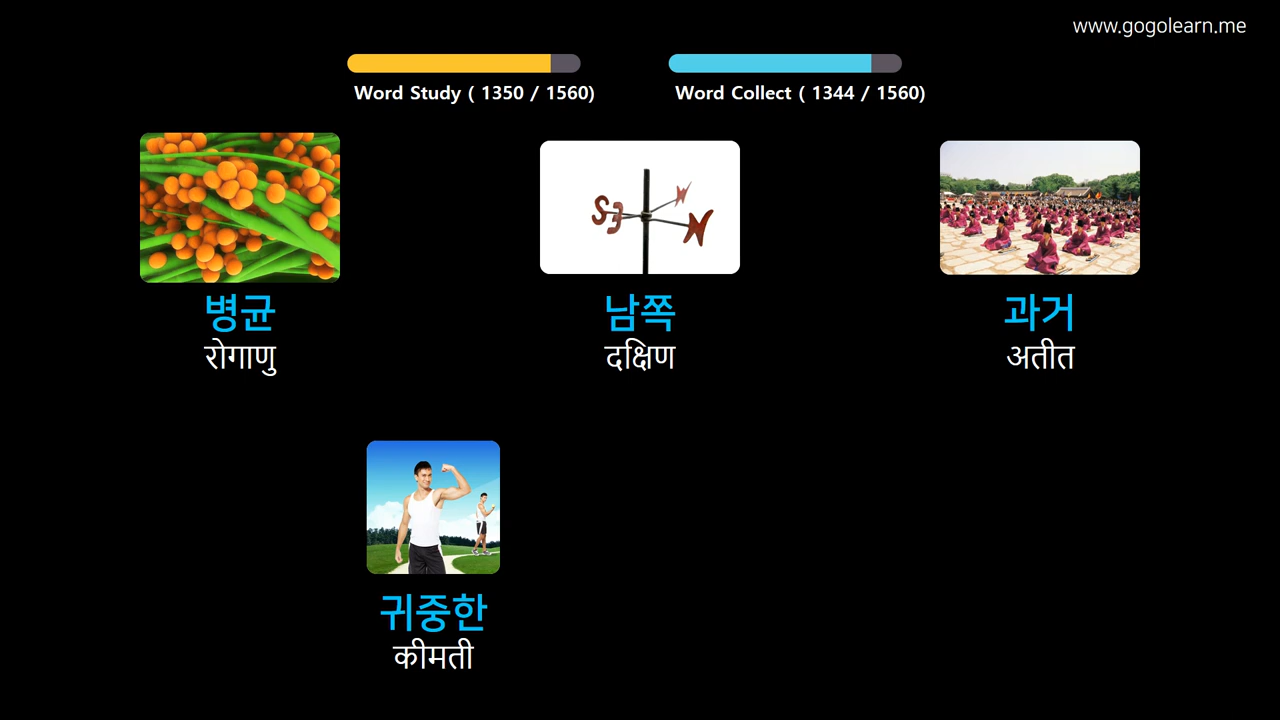 www.gogolearn.me
Word Study ( 1350 / 1560)
Word Collect ( 1344 / 1560)
S
E
N
병균
रोगाणु
남쪽
दक्षिण
과거
अतीत
귀중한
कीमती